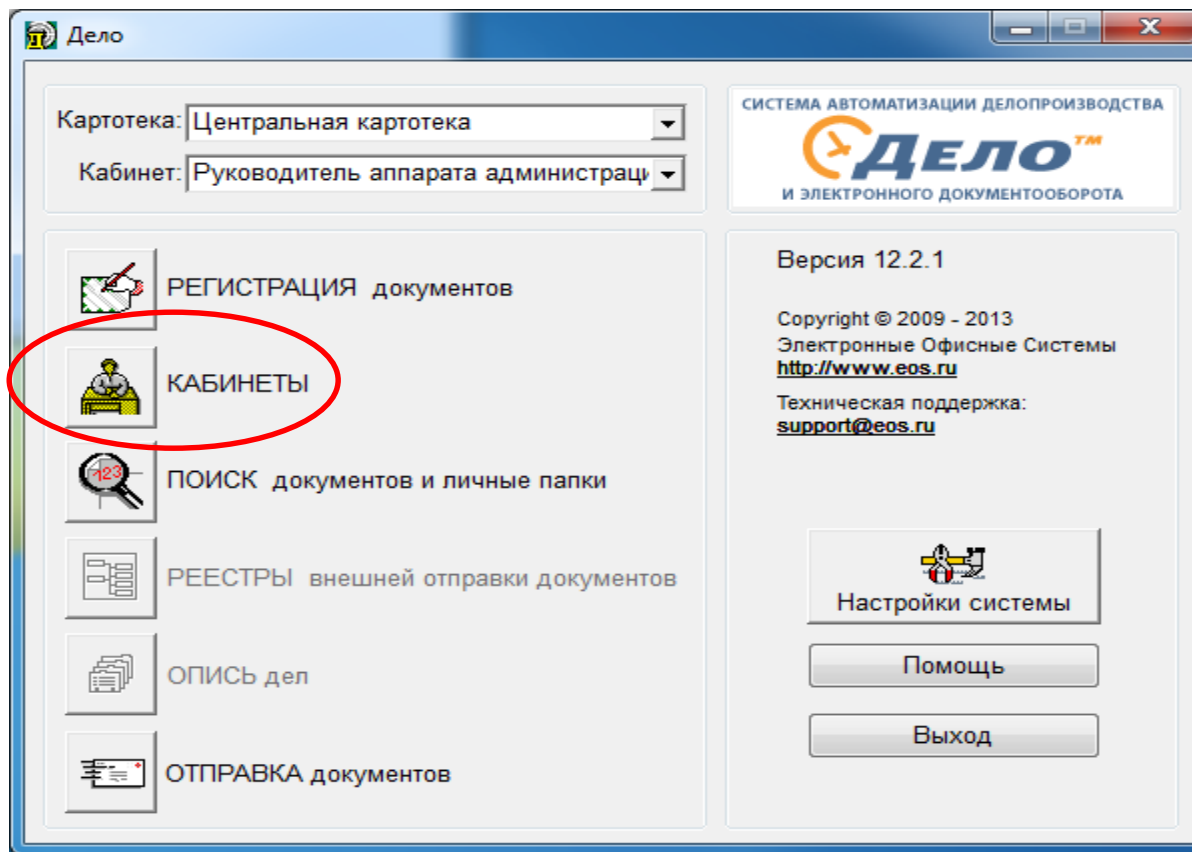 Дело
Картотека: Центральная картотека
Кабинет: Руководитель аппарата администраци
СИСТЕМА АВТОМАТИЗАЦИИ ДЕЛОПРОИЗВОДСТВА
ДЕЛО™
И ЭЛЕКТРОННОГО ДОКУМЕНТООБОРОТА
РЕГИСТРАЦИЯ документов
КАБИНЕТЫ
123
ПОИСК документов и личные папки
РЕЕСТРЫ внешней отправки документов
ОПИСЬ дел
ОТПРАВКА документов
Версия 12.2.1
Copyright © 2009 - 2013
Электронные Офисные Системы
http://www.eos.ru
Техническая поддержка:
support@eos.ru
Настройки системы
Помощь
Выход